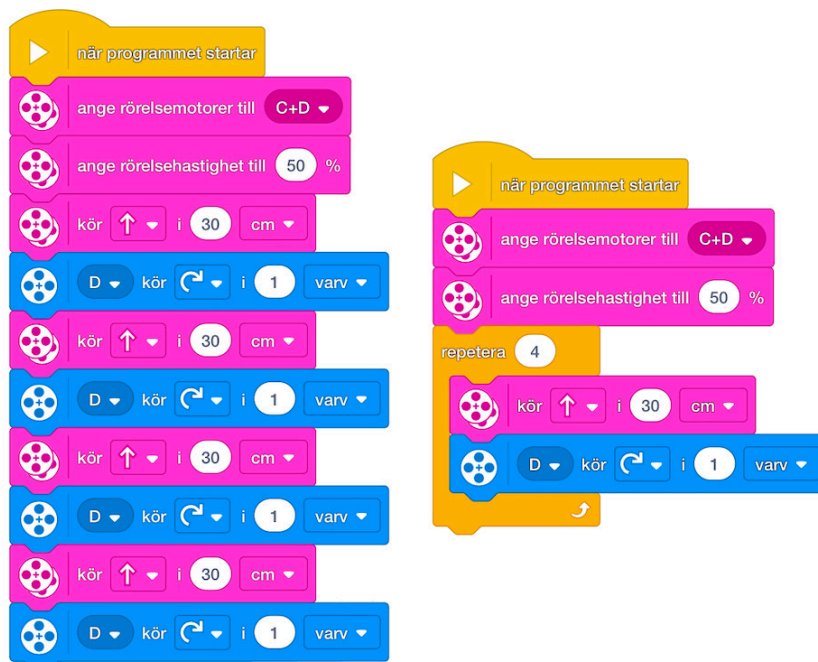 när programmet startar
ange rörelsemotorer till C+D
ange rörelsehastighet till 50 %
kör i 30 cm
D kör i 1 varv
kör i 30 cm
D kör i 1 varv
kör i 30 cm
D kör i 1 varv
kör i 30 cm
D kör i 1 varv
när programmet startar
ange rörelsemotorer till C+D
ange rörelsehastighet till 50 %
repetera 4
kör i 30 cm
D kör i 1 varv